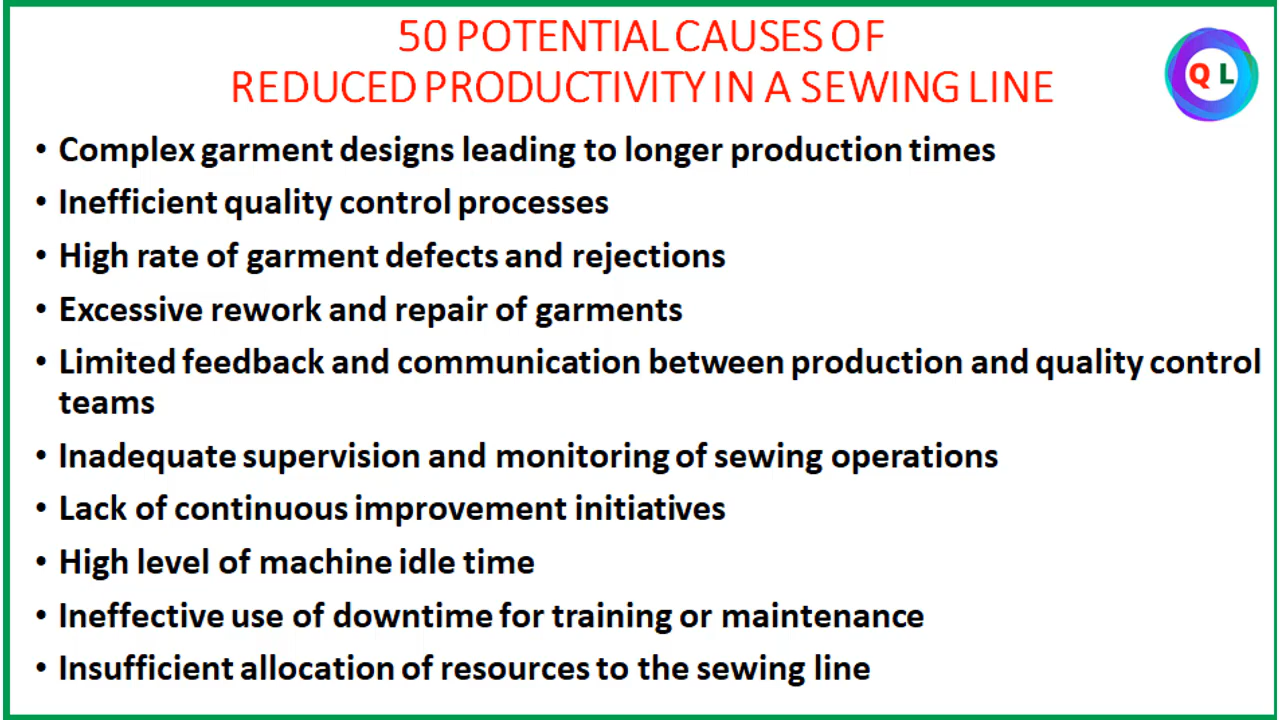 50 POTENTIAL CAUSES OF
REDUCED PRODUCTIVITY IN A SEWING LINE
Q L
• Complex garment designs leading to longer production times
• Inefficient quality control processes
• High rate of garment defects and rejections
• Excessive rework and repair of garments
• Limited feedback and communication between production and quality control
teams
• Inadequate supervision and monitoring of sewing operations
• Lack of continuous improvement initiatives
• High level of machine idle time
• Ineffective use of downtime for training or maintenance
• Insufficient allocation of resources to the sewing line